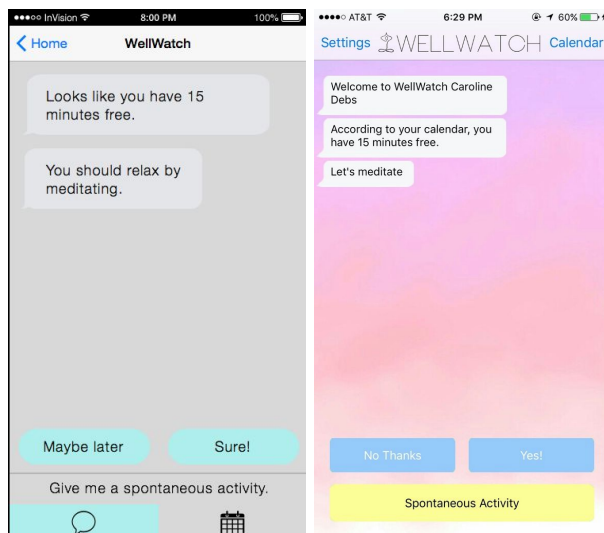 InVision 8:00 PM 100%
Home WellWatch
Looks like you have 15
minutes free.
You should relax by
meditating.
Maybe later Sure!
Give me a spontaneous activity.
AT&T 6:29 PM 60%
Settings WELLWATCH Calendar
Welcome to WellWatch Caroline
Debs
According to your calendar, you
have 15 minutes free.
Let's meditate
No Thanks Yes!
Spontaneous Activity